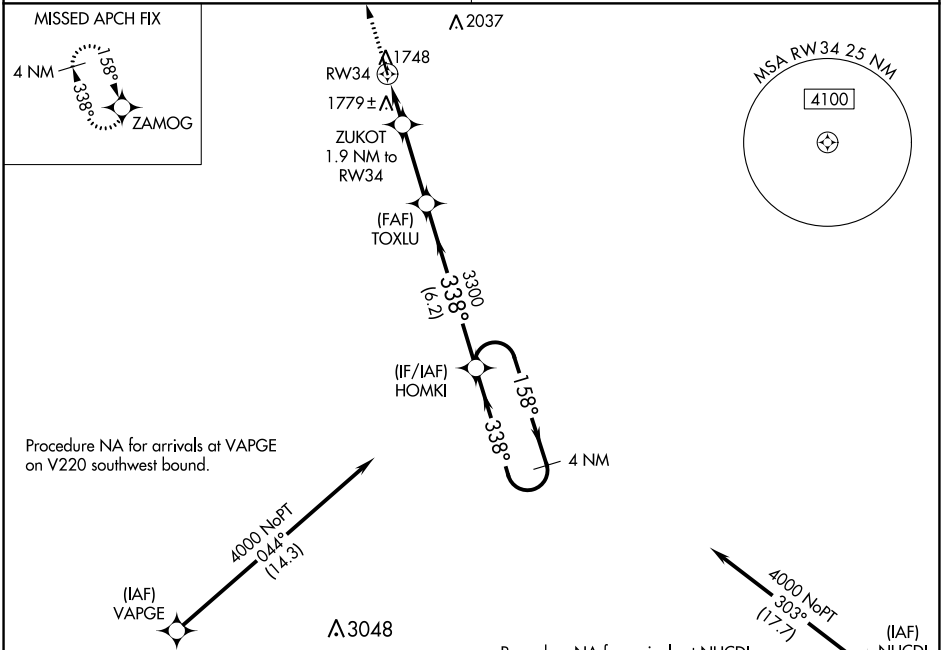 MISSED APCH FIX
4 NM
158°
338°
ZAMOG
2037
1748
RW34
1779±
ZUKOT
1.9 NM to
RW34
(FAF)
TOXLU
MSA RW34 25 NM
4100
3300
338°
(6.2)
(IF/IAF)
HOMKI
158°
338°
4 NM
Procedure NA for arrivals at VAPGE
on V220 southwest bound.
4000 NoPT
044°
(14.3)
(IAF)
VAPGE
3048
4000 NoPT
303°
(17.7)
(IAF)